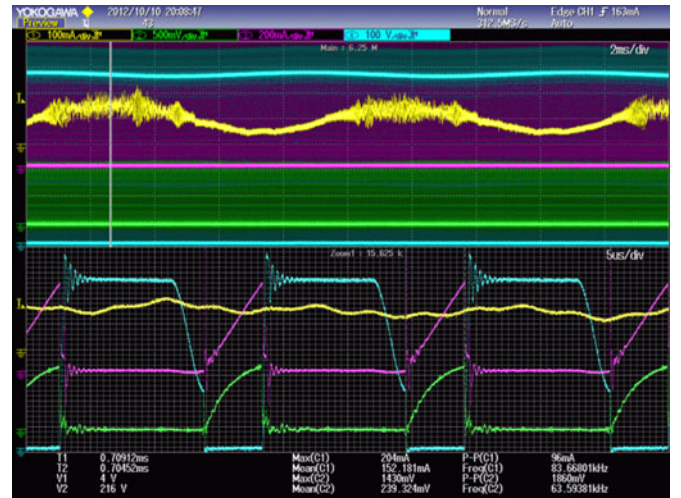 YOKOGAWA 2012/10/10 20:08:47 Normal Edge CH1 163mA
Preview 43 312.5MS/s Auto
100mA/div 500mV/div 200mA/div 100 V/div
Main : 6.25 M 2ms/div
Zoom1 : 15.625 k 5us/div
T1 0.70912ms Max(C1) 204mA P-P(C1) 96mA
T2 0.70452ms Mean(C1) 152.181mA Freq(C1) 83.66801kHz
V1 4 V Max(C2) 1430mV P-P(C2) 1860mV
V2 216 V Mean(C2) 239.324mV Freq(C2) 63.59381kHz